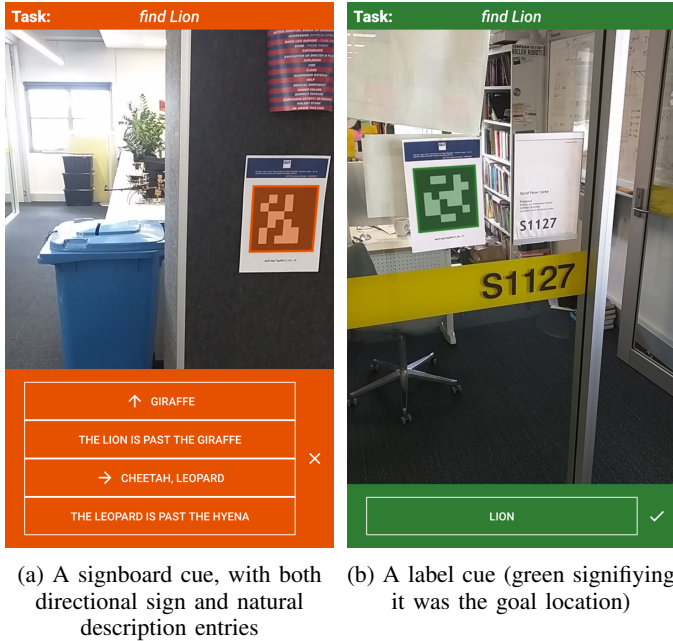 Task: find Lion
GIRAFFE
THE LION IS PAST THE GIRAFFE
CHEETAH, LEOPARD
THE LEOPARD IS PAST THE HYENA
(a) A signboard cue, with both
directional sign and natural
description entries
Task: find Lion
KILLER ROBOTS
S1127
S1127
LION
(b) A label cue (green signifiying
it was the goal location)